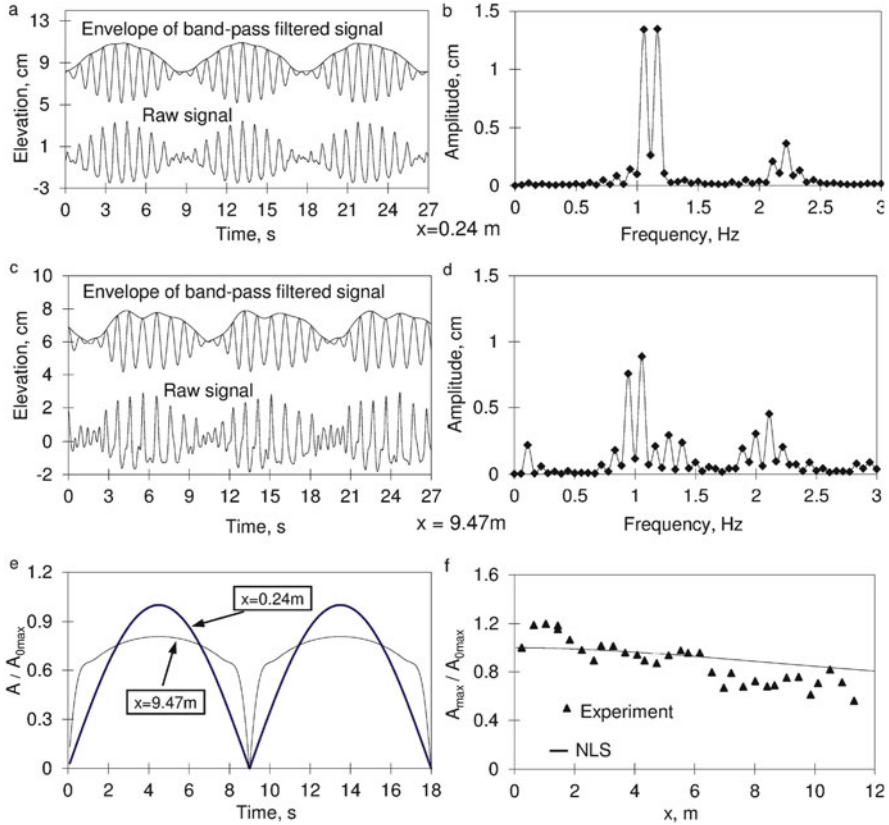 a
Envelope of band-pass filtered signal
Raw signal
Elevation, cm
13
9
5
1
-3
0 3 6 9 12 15 18 21 24 27
Time, s
x=0.24 m
b
Amplitude, cm
1.5
1
0.5
0
0 0.5 1 1.5 2 2.5 3
Frequency, Hz
c
Envelope of band-pass filtered signal
Raw signal
Elevation, cm
10
8
6
4
2
0
-2
0 3 6 9 12 15 18 21 24 27
Time, s
x = 9.47m
d
Amplitude, cm
1.5
1
0.5
0
0 0.5 1 1.5 2 2.5 3
Frequency, Hz
e
A / A0max
1.2
0.9
0.6
0.3
0
x=0.24m
x=9.47m
0 4 8 12 16
Time, s
f
Amax / A0max
1.6
1.2
0.8
0.4
0
Experiment
NLS
0 2 4 6 8 10 12
x, m